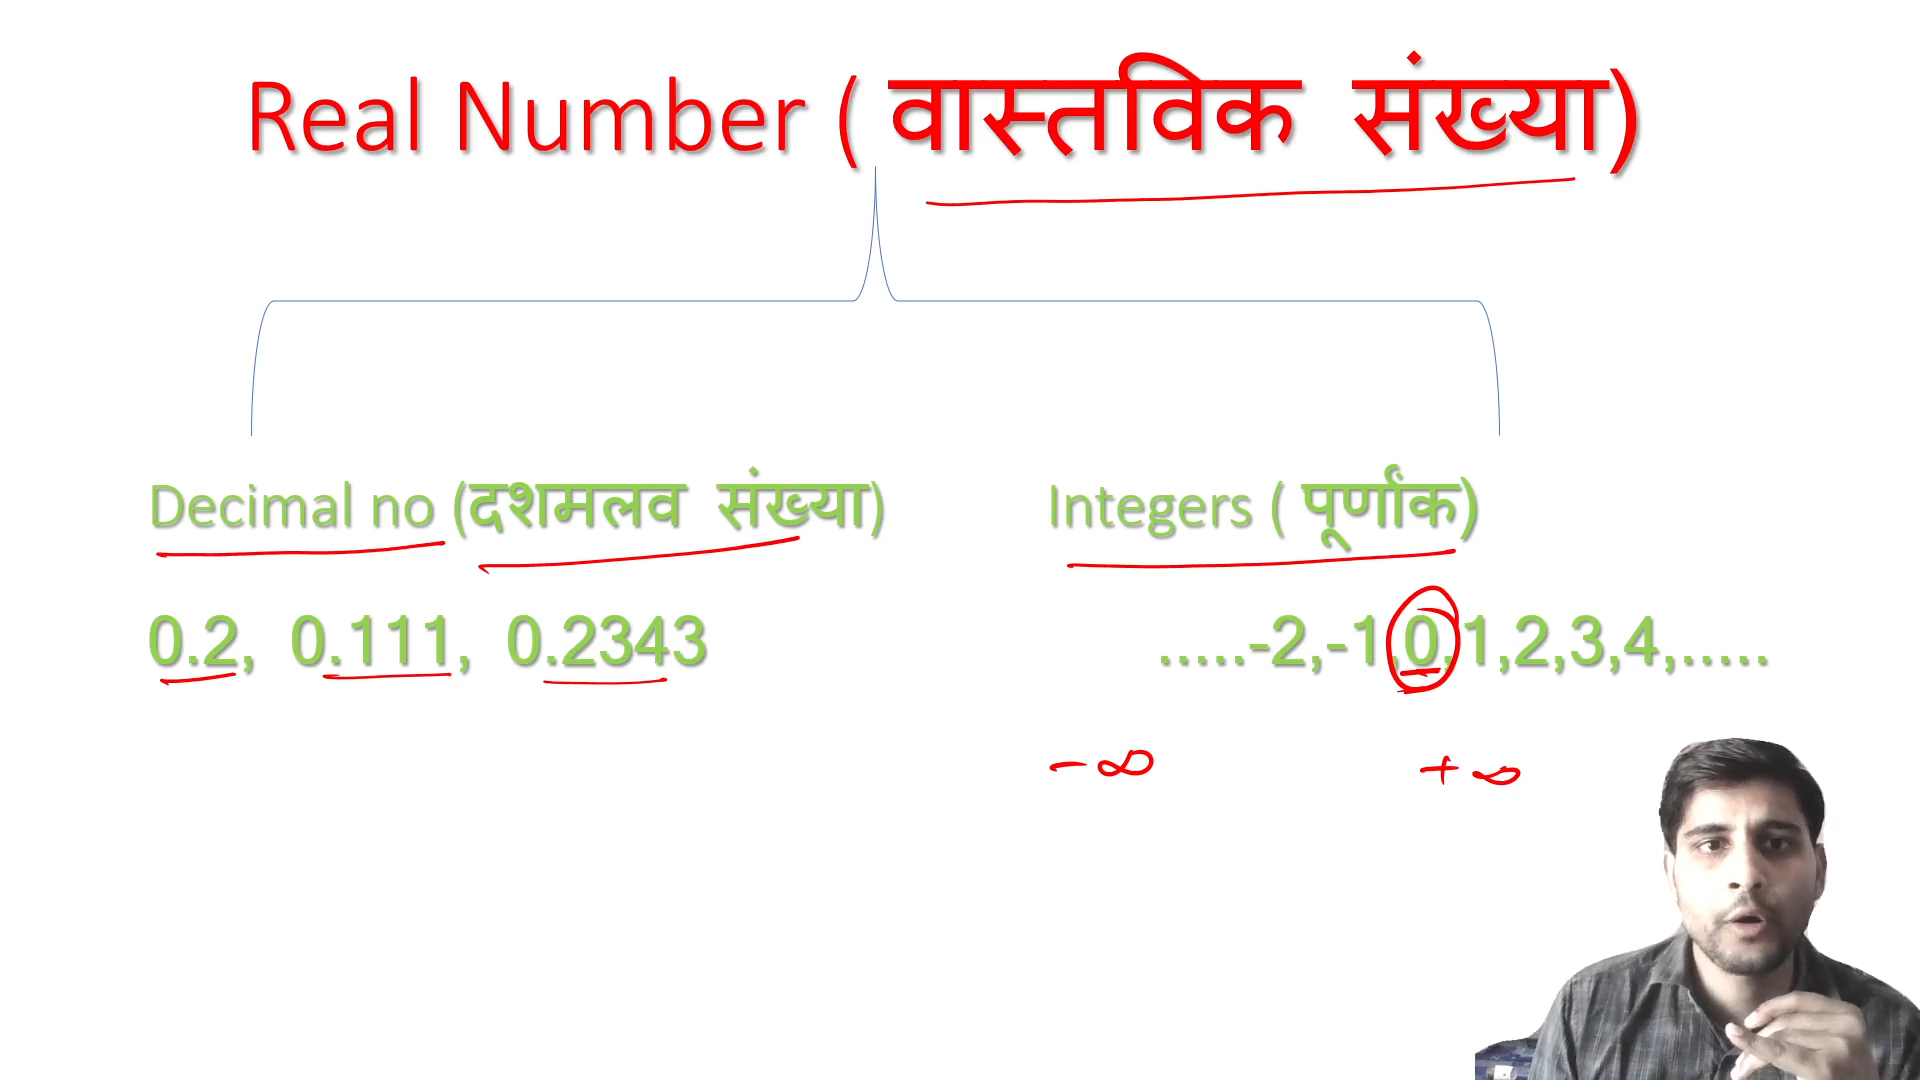 Real Number ( वास्तविक संख्या)
Decimal no (दशमलव संख्या)
Integers ( पूर्णांक)
0.2, 0.111, 0.2343
.....-2,-1,0,1,2,3,4,.....
- ∞
+ ∞